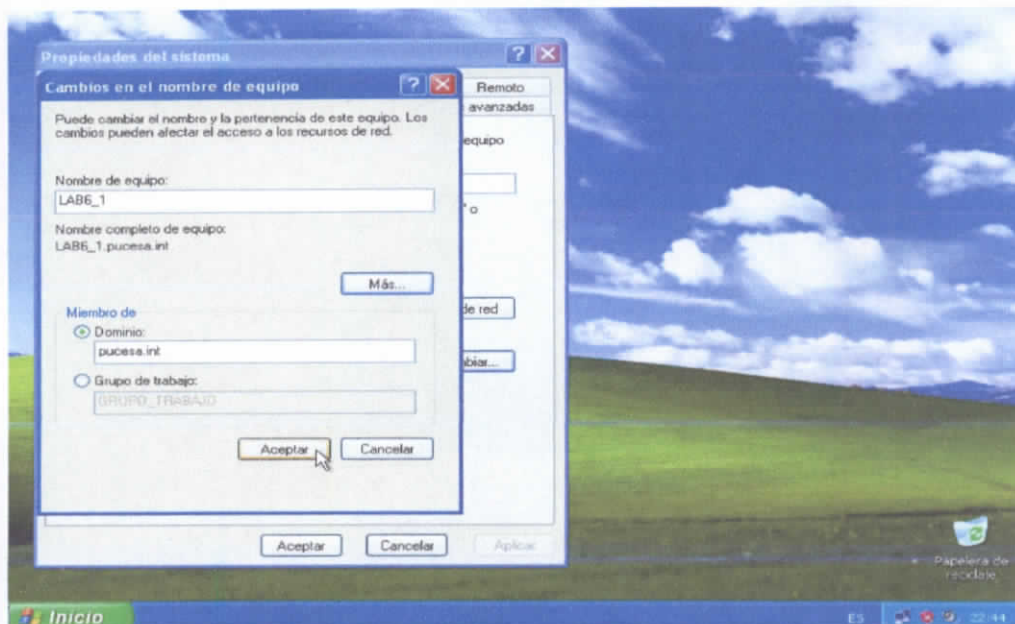 Propiedades del sistema
Cambios en el nombre de equipo
Remoto
avanzadas
Puede cambiar el nombre y la pertenencia de este equipo. Los
cambios pueden afectar el acceso a los recursos de red.
equipo
Nombre de equipo:
LAB6_1
" o
Nombre completo de equipo:
LAB6_1.pucesa.int
Más...
de red
Miembro de
Dominio:
pucesa.int
biar...
Grupo de trabajo:
GRUPO_TRABAJO
Aceptar
Cancelar
Aceptar
Cancelar
Aplicar
Papelera de
reciclaje
Inicio
ES
22:44